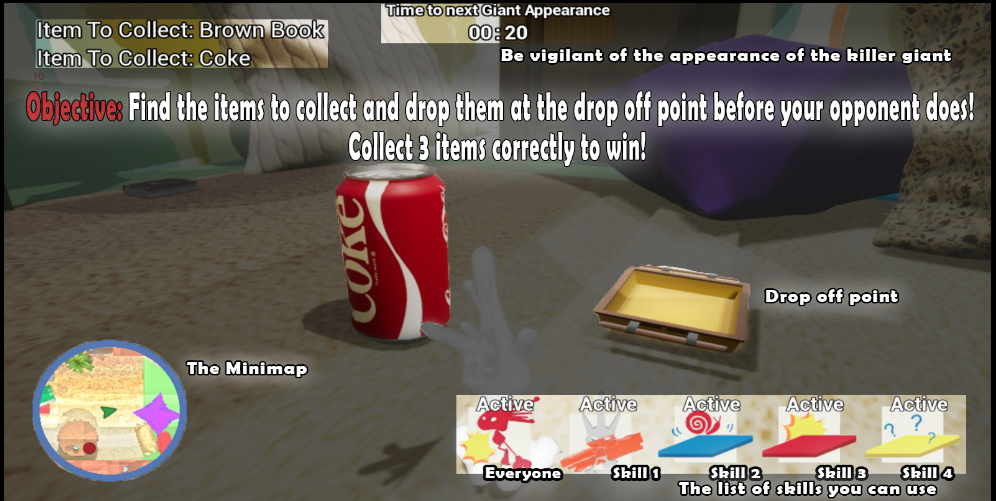 Time to next Giant Appearance
00:20
Item To Collect: Brown Book
Item To Collect: Coke
Be vigilant of the appearance of the killer giant
10
Objective: Find the items to collect and drop them at the drop off point before your opponent does!
Collect 3 items correctly to win!
COKE
Drop off point
The Minimap
Active
Active
Active
Active
Active
? ? ?
Everyone
Skill 1
Skill 2
Skill 3
Skill 4
The list of skills you can use